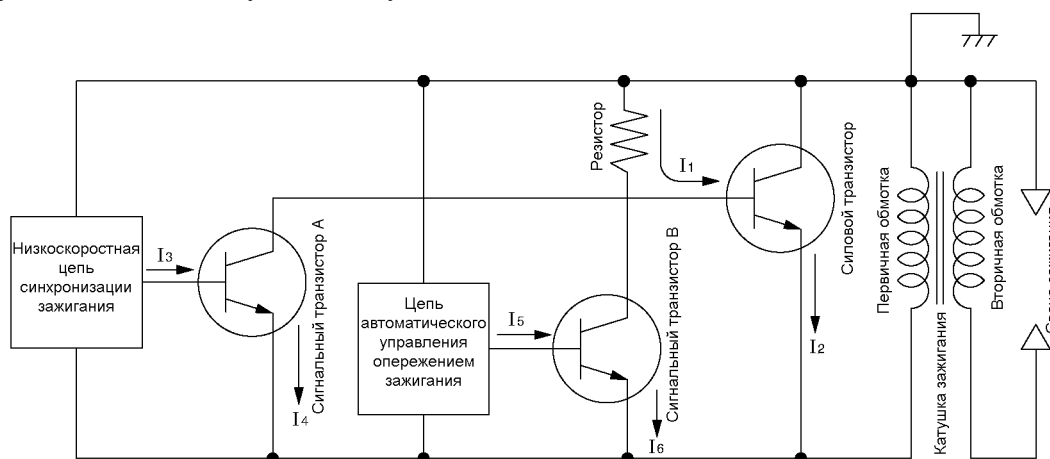 Низкоскоростная
цепь
синхронизации
зажигания
I3
I4
Сигнальный транзистор A
Цепь
автоматического
управления
опережением
зажигания
I5
I6
Сигнальный транзистор B
Резистор
I1
I2
Силовой транзистор
Первичная обмотка
Катушка зажигания
Вторичная обмотка